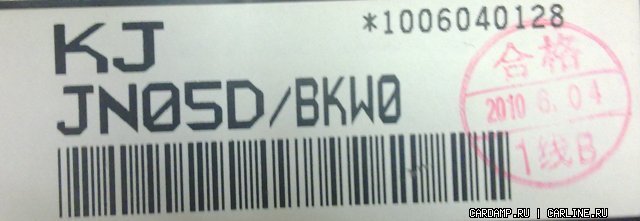 *1006040128
KJ
JN05D/BKW0
合格
2010 6.04
1线B
CARDAMP.RU | CARLINE.RU